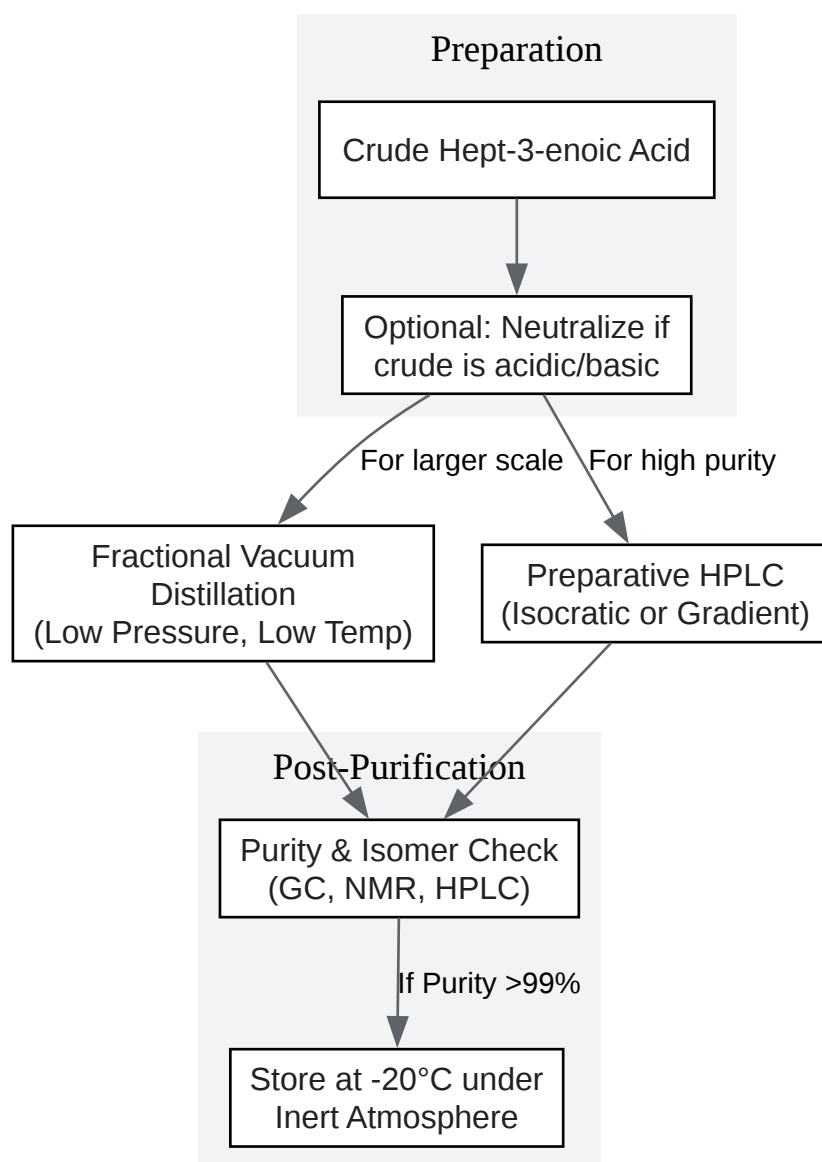 Preparation
Crude Hept-3-enoic Acid
Optional: Neutralize if
crude is acidic/basic
For larger scale
For high purity
Fractional Vacuum
Distillation
(Low Pressure, Low Temp)
Preparative HPLC
(Isocratic or Gradient)
Post-Purification
Purity & Isomer Check
(GC, NMR, HPLC)
If Purity >99%
Store at -20°C under
Inert Atmosphere